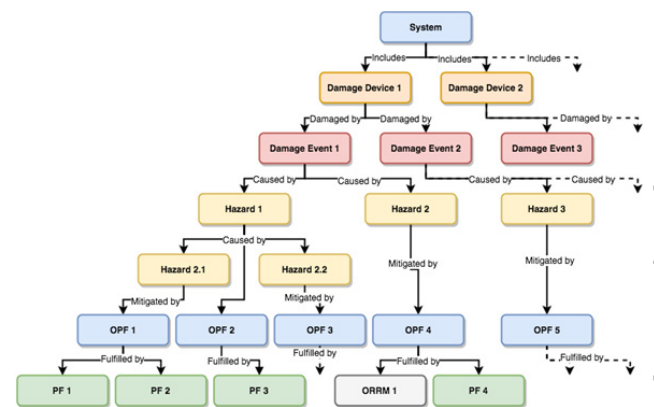 System
Includes Includes Includes
Damage Device 1 Damage Device 2
Damaged by Damaged by Damaged by
Damage Event 1 Damage Event 2 Damage Event 3
Caused by Caused by Caused by Caused by
Hazard 1 Hazard 2 Hazard 3
Caused by
Mitigated by Mitigated by
Hazard 2.1 Hazard 2.2
Mitigated by Mitigated by
OPF 1 OPF 2 OPF 3 OPF 4 OPF 5
Fulfilled by Fulfilled by Fulfilled by Fulfilled by Fulfilled by
PF 1 PF 2 PF 3 ORRM 1 PF 4